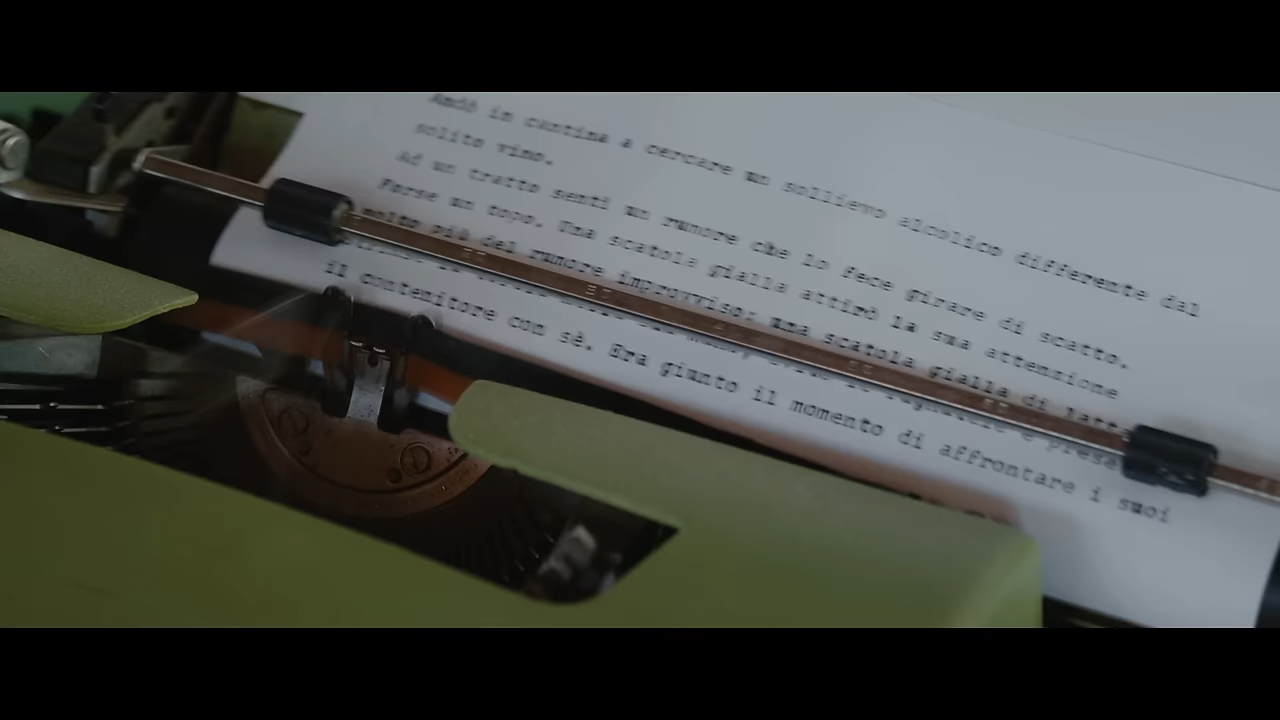 Andò in cantina a cercare un sollievo alcolico differente dal
solito vino.
Ad un tratto sentì un rumore che lo fece girare di scatto.
Forse un topo. Una scatola gialla attirò la sua attenzione
molto più del rumore improvviso: una scatola gialla di latta
e prese
il contenitore con sè. Era giunto il momento di affrontare i suoi